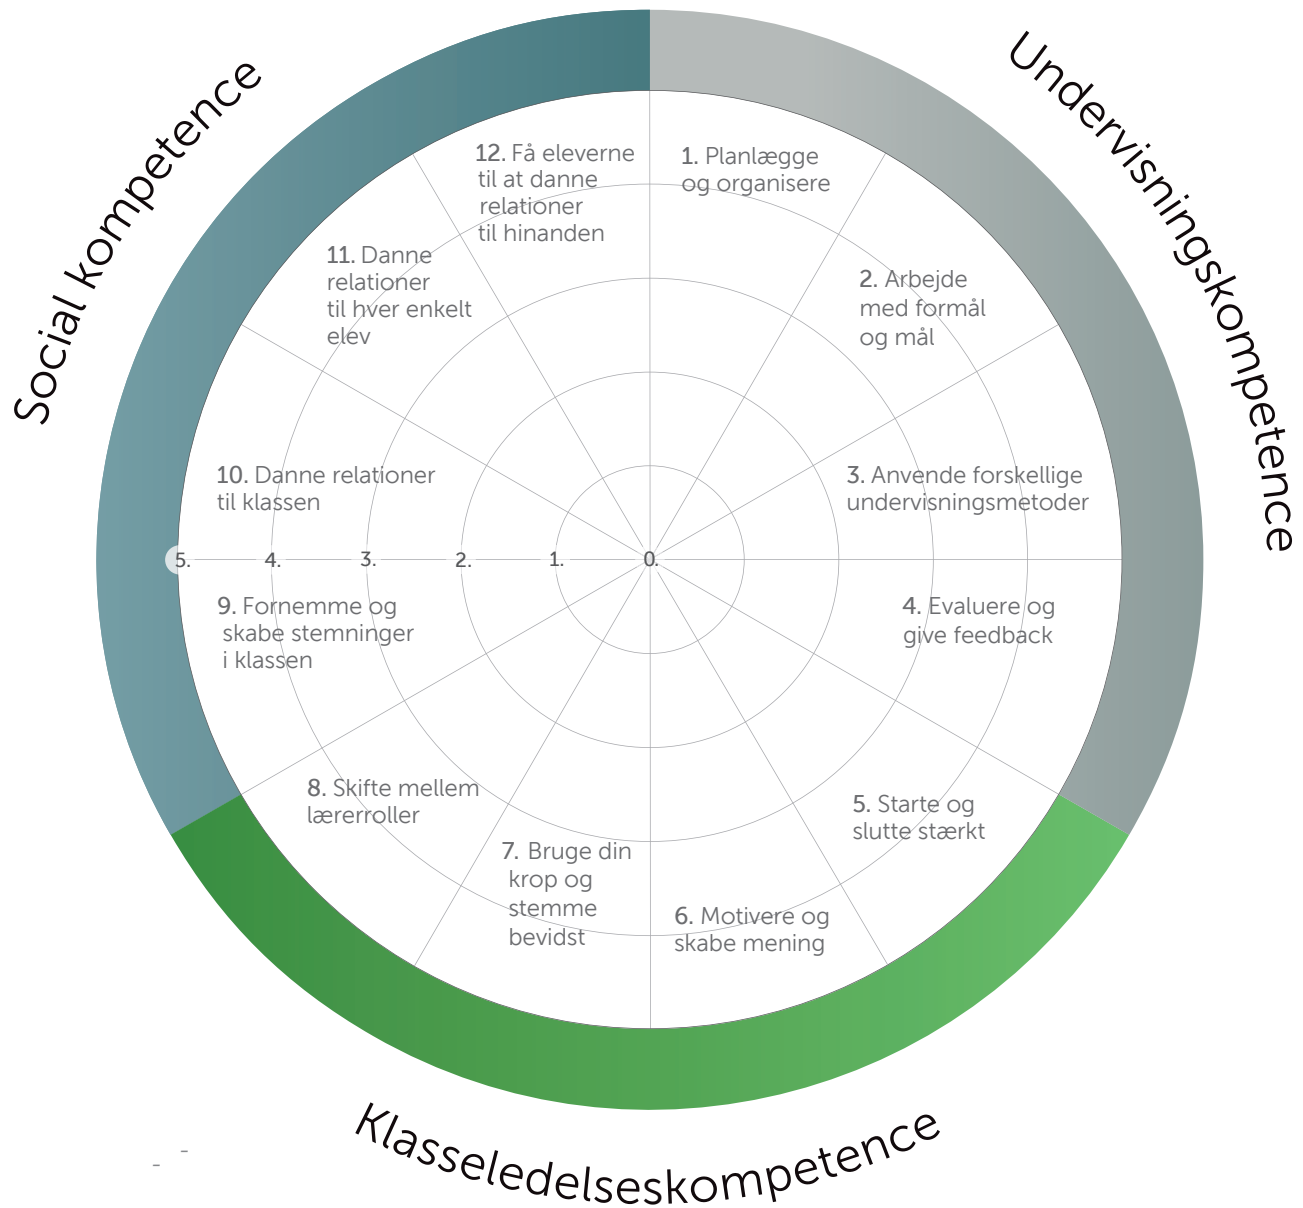 Social kompetence
Undervisningskompetence
12. Få eleverne
til at danne
relationer
til hinanden
1. Planlægge
og organisere
11. Danne
relationer
til hver enkelt
elev
2. Arbejde
med formål
og mål
10. Danne relationer
til klassen
3. Anvende forskellige
undervisningsmetoder
5. 4. 3. 2. 1. 0.
9. Fornemme og
skabe stemninger
i klassen
4. Evaluere og
give feedback
8. Skifte mellem
lærerroller
5. Starte og
slutte stærkt
7. Bruge din
krop og
stemme
bevidst
6. Motivere og
skabe mening
Klasseledelseskompetence